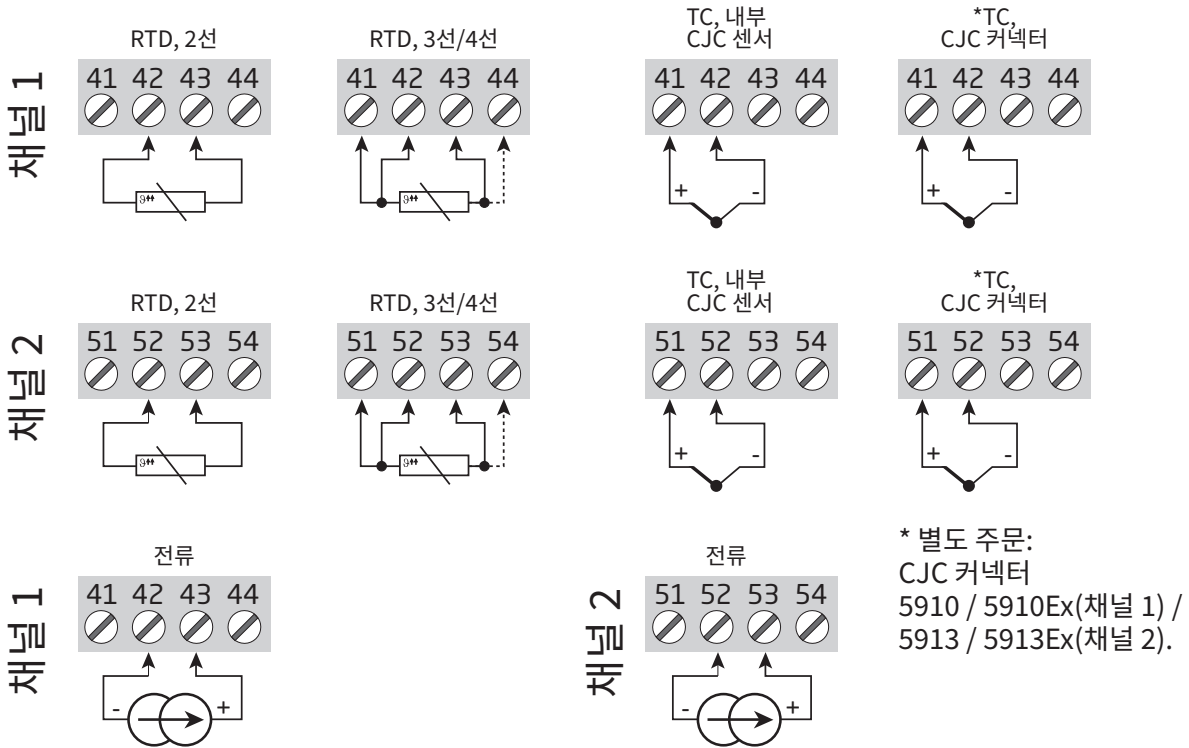 채널 1
RTD, 2선
41 42 43 44
RTD, 3선/4선
41 42 43 44
TC, 내부
CJC 센서
41 42 43 44
+ -
*TC,
CJC 커넥터
41 42 43 44
+ -
채널 2
RTD, 2선
51 52 53 54
RTD, 3선/4선
51 52 53 54
TC, 내부
CJC 센서
51 52 53 54
+ -
*TC,
CJC 커넥터
51 52 53 54
+ -
채널 1
전류
41 42 43 44
- +
채널 2
전류
51 52 53 54
- +
* 별도 주문:
CJC 커넥터
5910 / 5910Ex(채널 1) /
5913 / 5913Ex(채널 2).